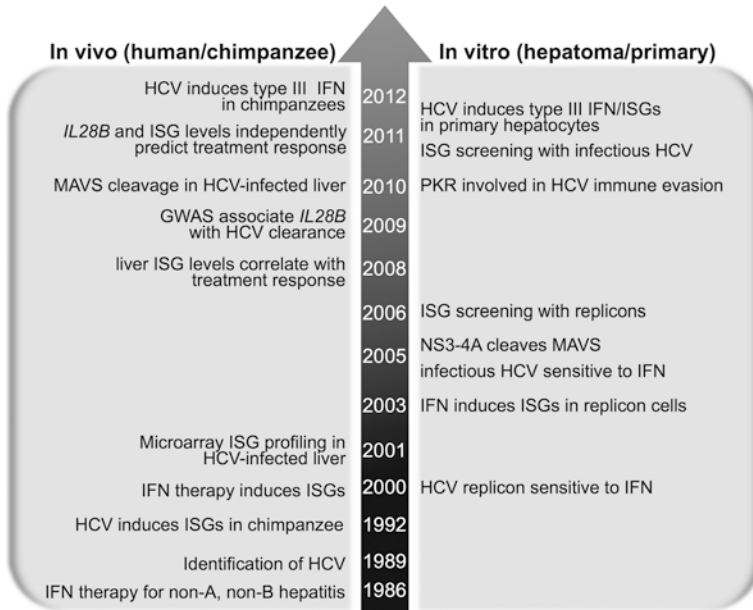 In vivo (human/chimpanzee)
In vitro (hepatoma/primary)
HCV induces type III IFN
in chimpanzees
2012
HCV induces type III IFN/ISGs
in primary hepatocytes
IL28B and ISG levels independently
predict treatment response
2011
ISG screening with infectious HCV
MAVS cleavage in HCV-infected liver
2010
PKR involved in HCV immune evasion
GWAS associate IL28B
with HCV clearance
2009
liver ISG levels correlate with
treatment response
2008
2006
ISG screening with replicons
2005
NS3-4A cleaves MAVS
infectious HCV sensitive to IFN
2003
IFN induces ISGs in replicon cells
Microarray ISG profiling in
HCV-infected liver
2001
IFN therapy induces ISGs
2000
HCV replicon sensitive to IFN
HCV induces ISGs in chimpanzee
1992
Identification of HCV
1989
IFN therapy for non-A, non-B hepatitis
1986